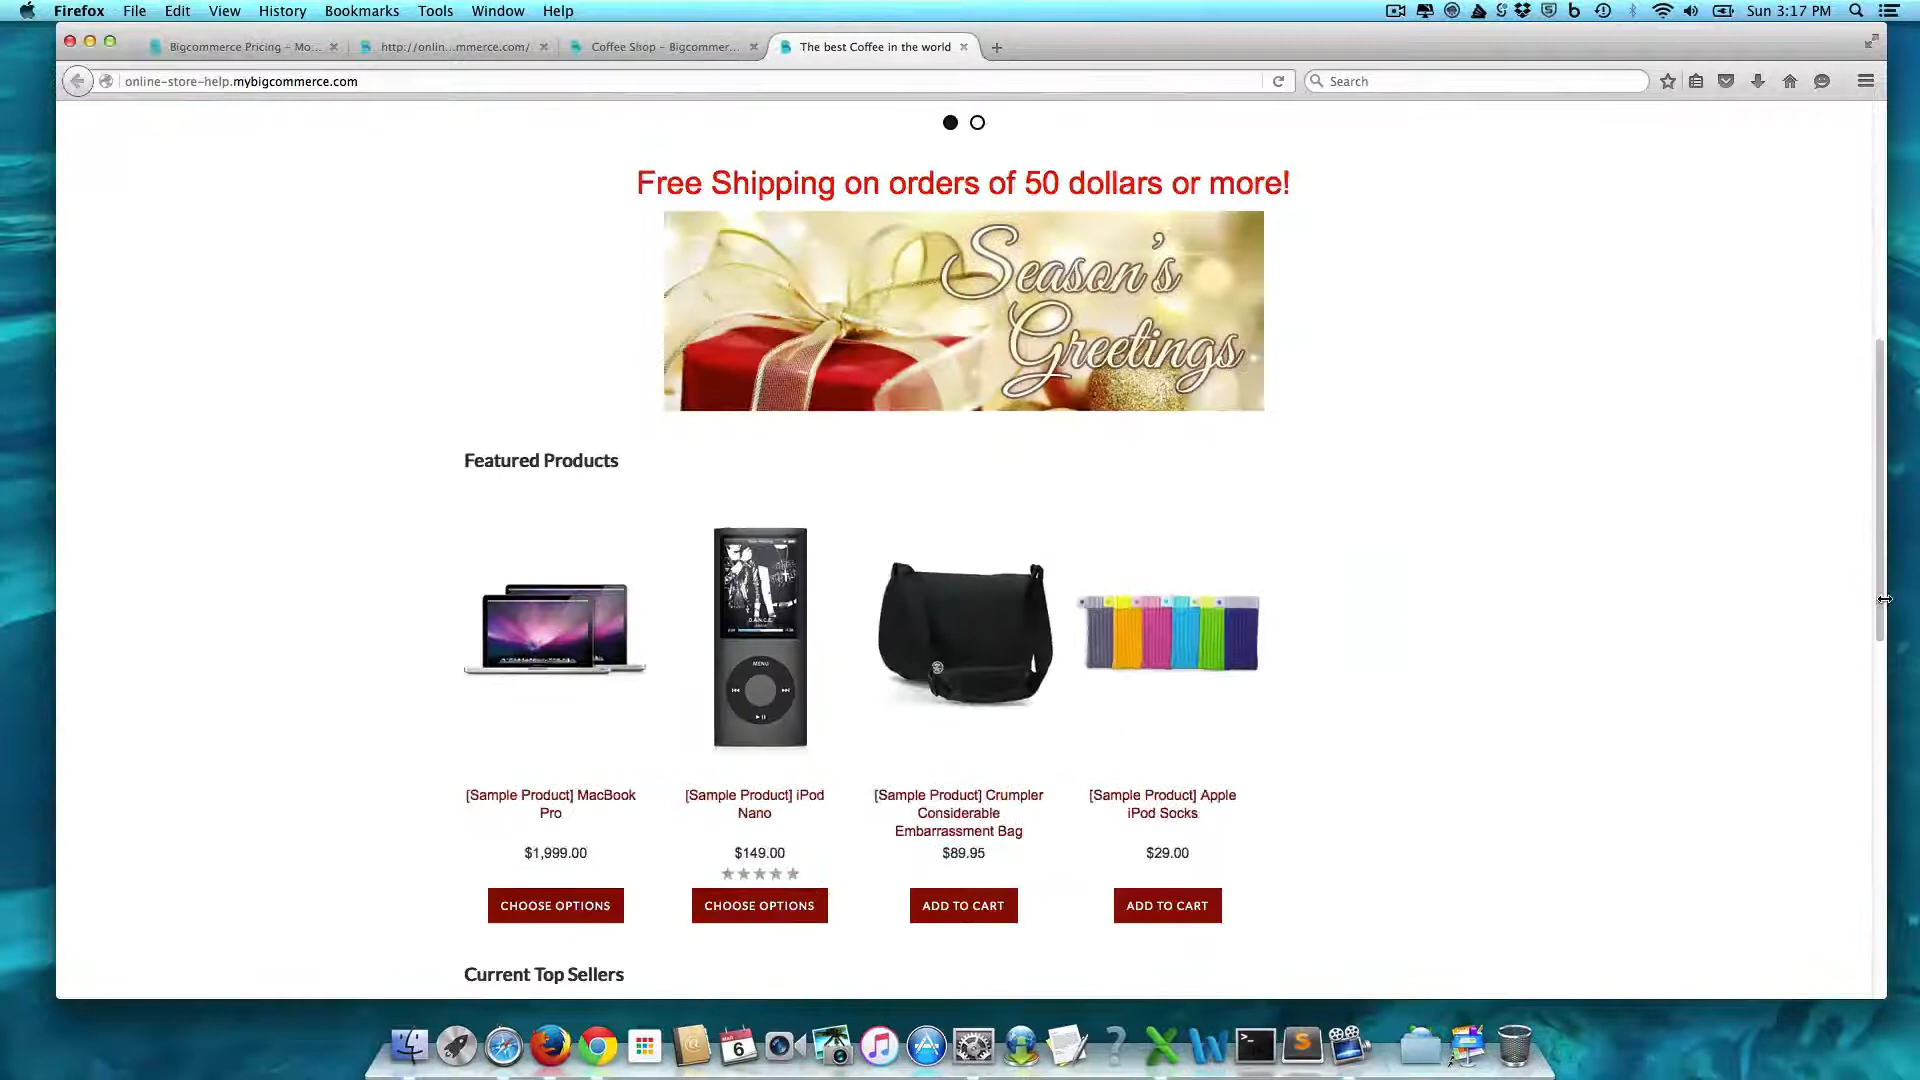 Firefox File Edit View History Bookmarks Tools Window Help
Sun 3:17 PM
Bigcommerce Pricing – Mo...
http://onlin...mmerce.com/
Coffee Shop – Bigcommer...
The best Coffee in the world
online-store-help.mybigcommerce.com
Search
Free Shipping on orders of 50 dollars or more!
Season's
Greetings
Featured Products
MENU
[Sample Product] MacBook
Pro
$1,999.00
CHOOSE OPTIONS
[Sample Product] iPod
Nano
$149.00
CHOOSE OPTIONS
[Sample Product] Crumpler
Considerable
Embarrassment Bag
$89.95
ADD TO CART
[Sample Product] Apple
iPod Socks
$29.00
ADD TO CART
Current Top Sellers
6